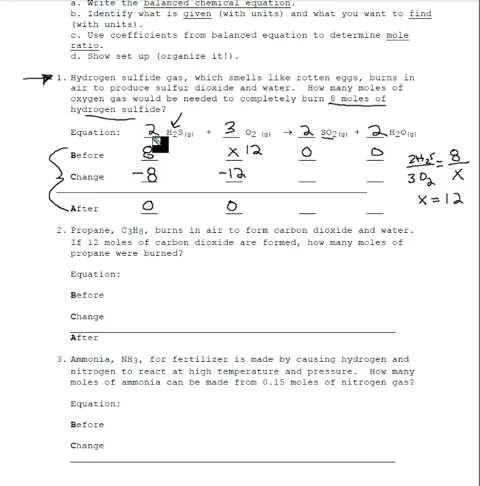 a. Write the balanced chemical equation.
b. Identify what is given (with units) and what you want to find
(with units).
c. Use coefficients from balanced equation to determine mole
ratio.
d. Show set up (organize it!).
1. Hydrogen sulfide gas, which smells like rotten eggs, burns in
air to produce sulfur dioxide and water. How many moles of
oxygen gas would be needed to completely burn 8 moles of
hydrogen sulfide?
Equation: 2 H2S(g) + 3 O2 (g) → 2 SO2(g) + 2 H2O(g)
Before 8 x 12 0 0
Change -8 -12
After 0 0
2H2S = 8
3O2 x
x = 12
2. Propane, C3H8, burns in air to form carbon dioxide and water.
If 12 moles of carbon dioxide are formed, how many moles of
propane were burned?
Equation:
Before
Change
After
3. Ammonia, NH3, for fertilizer is made by causing hydrogen and
nitrogen to react at high temperature and pressure. How many
moles of ammonia can be made from 0.15 moles of nitrogen gas?
Equation:
Before
Change